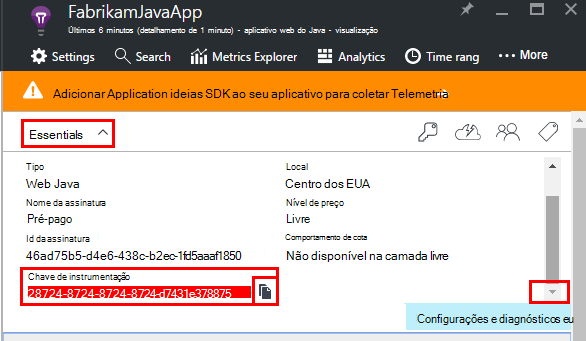 FabrikamJavaApp
Últimos 6 minutos (detalhamento de 1 minuto) - aplicativo web do Java - visualização
Settings Search Metrics Explorer Analytics Time rang ••• More
Adicionar Application ideias SDK ao seu aplicativo para coletar Telemetria
Essentials
Tipo Local
Web Java Centro dos EUA
Nome da assinatura Nível de preço
Pré-pago Livre
Id da assinatura Comportamento de cota
46ad75b5-d4e6-438c-b2ec-1fd5aaaf1850 Não disponível na camada livre
Chave de instrumentação
28724-8724-8724-8724-d7431e378875
Configurações e diagnósticos eu